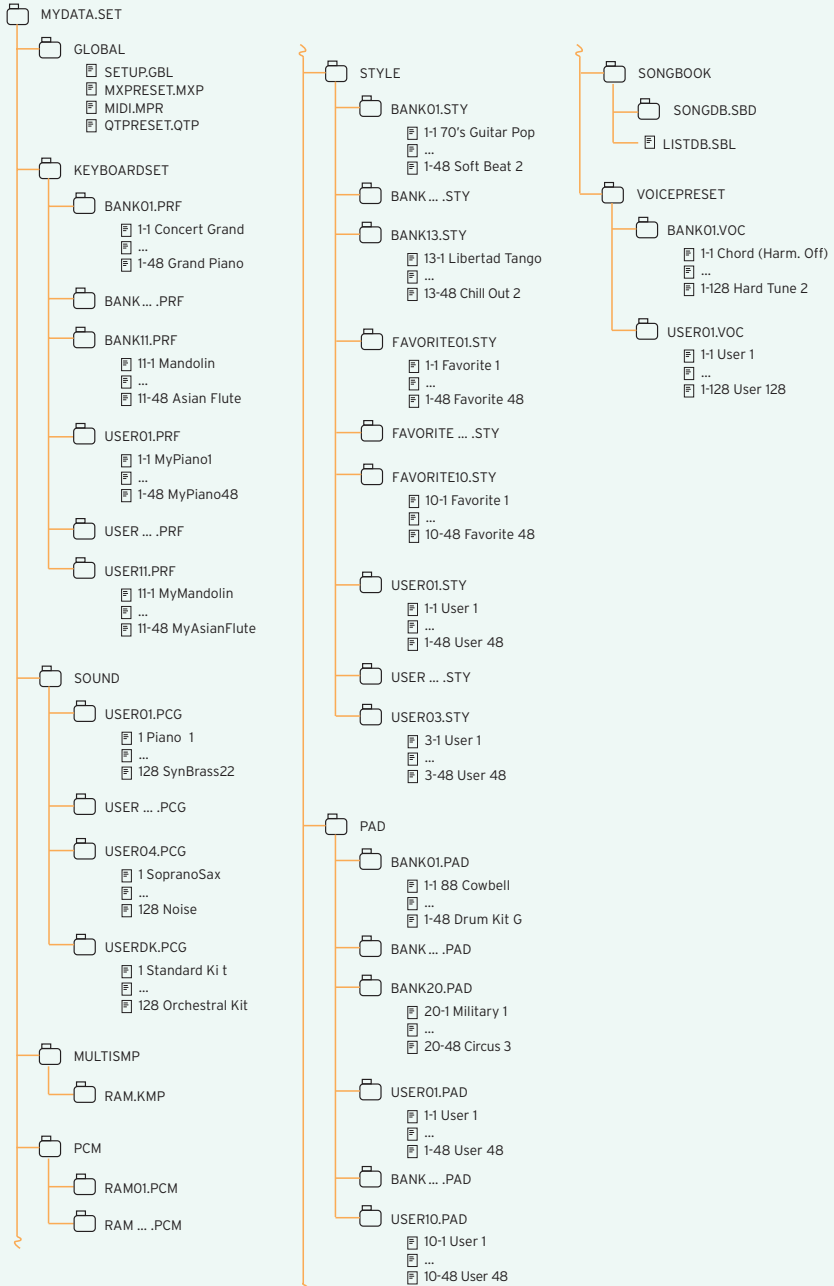 MYDATA.SET
GLOBAL
SETUP.GBL
MXPRESET.MXP
MIDI.MPR
QTPRESET.QTP
KEYBOARDSET
BANK01.PRF
1-1 Concert Grand
...
1-48 Grand Piano
BANK... .PRF
BANK11.PRF
11-1 Mandolin
...
11-48 Asian Flute
USER01.PRF
1-1 MyPiano1
...
1-48 MyPiano48
USER ... .PRF
USER11.PRF
11-1 MyMandolin
...
11-48 MyAsianFlute
SOUND
USER01.PCG
1 Piano 1
...
128 SynBrass22
USER ... .PCG
USER04.PCG
1 SopranoSax
...
128 Noise
USERDK.PCG
1 Standard Ki t
...
128 Orchestral Kit
MULTISMP
RAM.KMP
PCM
RAM01.PCM
RAM ... .PCM
STYLE
BANK01.STY
1-1 70's Guitar Pop
...
1-48 Soft Beat 2
BANK... .STY
BANK13.STY
13-1 Libertad Tango
...
13-48 Chill Out 2
FAVORITE01.STY
1-1 Favorite 1
...
1-48 Favorite 48
FAVORITE ... .STY
FAVORITE10.STY
10-1 Favorite 1
...
10-48 Favorite 48
USER01.STY
1-1 User 1
...
1-48 User 48
USER ... .STY
USER03.STY
3-1 User 1
...
3-48 User 48
PAD
BANK01.PAD
1-1 88 Cowbell
...
1-48 Drum Kit G
BANK... .PAD
BANK20.PAD
20-1 Military 1
...
20-48 Circus 3
USER01.PAD
1-1 User 1
...
1-48 User 48
BANK... .PAD
USER10.PAD
10-1 User 1
...
10-48 User 48
SONGBOOK
SONGDB.SBD
LISTDB.SBL
VOICEPRESET
BANK01.VOC
1-1 Chord (Harm. Off)
...
1-128 Hard Tune 2
USER01.VOC
1-1 User 1
...
1-128 User 128